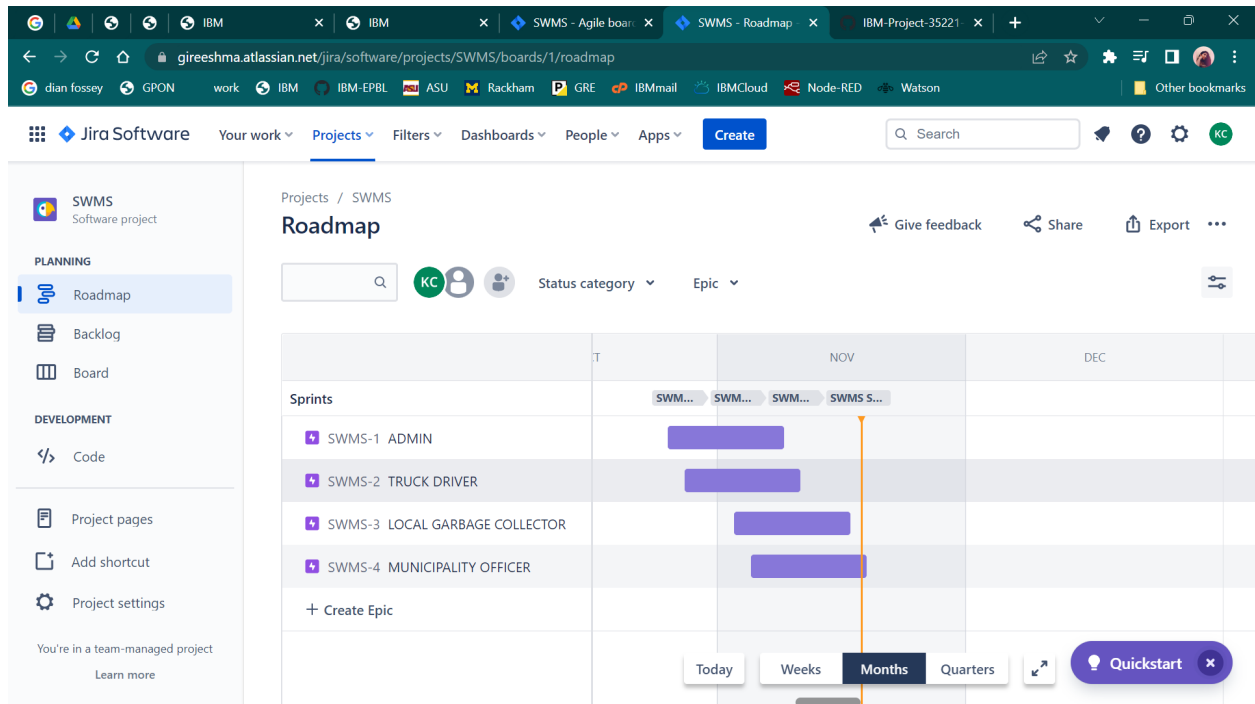 IBM
IBM
SWMS - Agile boar
SWMS - Roadmap -
IBM-Project-35221-
gireeshma.atlassian.net/jira/software/projects/SWMS/boards/1/roadmap
dian fossey
GPON
work
IBM
IBM-EPBL
ASU
ASU
Rackham
GRE
cP
IBMmail
IBMCloud
Node-RED
Watson
Other bookmarks
Jira Software
Your work
Projects
Filters
Dashboards
People
Apps
Create
Search
KC
SWMS
Software project
PLANNING
Roadmap
Backlog
Board
DEVELOPMENT
Code
Project pages
Add shortcut
Project settings
You're in a team-managed project
Learn more
Projects / SWMS
Roadmap
Give feedback
Share
Export
KC
Status category
Epic
NOV
DEC
Sprints
SWM...
SWM...
SWM...
SWMS S...
SWMS-1 ADMIN
SWMS-2 TRUCK DRIVER
SWMS-3 LOCAL GARBAGE COLLECTOR
SWMS-4 MUNICIPALITY OFFICER
+ Create Epic
Today
Weeks
Months
Quarters
Quickstart